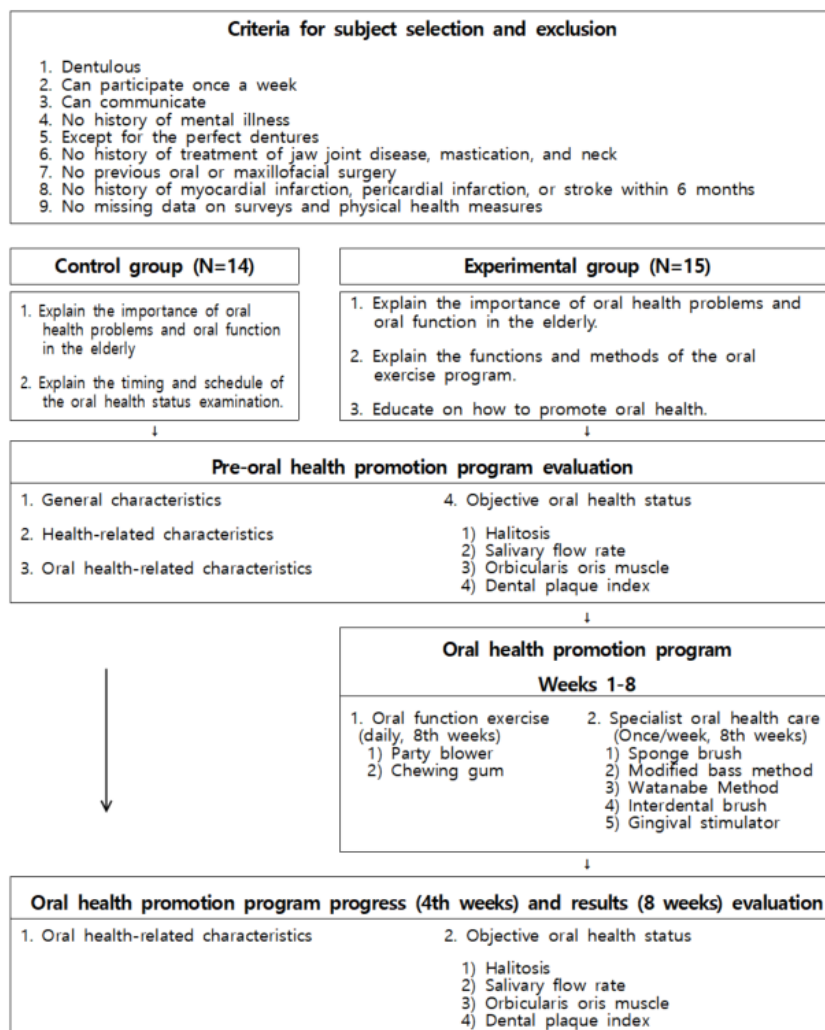 Criteria for subject selection and exclusion
1. Dentulous
2. Can participate once a week
3. Can communicate
4. No history of mental illness
5. Except for the perfect dentures
6. No history of treatment of jaw joint disease, mastication, and neck
7. No previous oral or maxillofacial surgery
8. No history of myocardial infarction, pericardial infarction, or stroke within 6 months
9. No missing data on surveys and physical health measures
Control group (N=14)
1. Explain the importance of oral
health problems and oral function
in the elderly
2. Explain the timing and schedule of
the oral health status examination.
Experimental group (N=15)
1. Explain the importance of oral health problems and
oral function in the elderly.
2. Explain the functions and methods of the oral
exercise program.
3. Educate on how to promote oral health.
↓
↓
Pre-oral health promotion program evaluation
1. General characteristics
2. Health-related characteristics
3. Oral health-related characteristics
4. Objective oral health status
1) Halitosis
2) Salivary flow rate
3) Orbicularis oris muscle
4) Dental plaque index
↓
Oral health promotion program
Weeks 1-8
1. Oral function exercise
(daily, 8th weeks)
1) Party blower
2) Chewing gum
2. Specialist oral health care
(Once/week, 8th weeks)
1) Sponge brush
2) Modified bass method
3) Watanabe Method
4) Interdental brush
5) Gingival stimulator
↓
Oral health promotion program progress (4th weeks) and results (8 weeks) evaluation
1. Oral health-related characteristics
2. Objective oral health status
1) Halitosis
2) Salivary flow rate
3) Orbicularis oris muscle
4) Dental plaque index